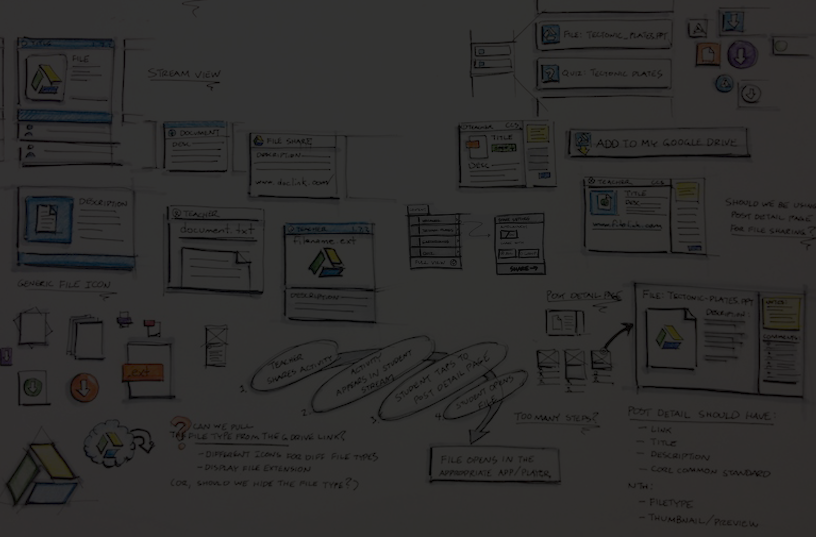 TITLE
FILE
STREAM VIEW
FILE: TECTONIC_PLATES.PPT
QUIZ: TECTONIC PLATES
DOCUMENT
DESC
FILE SHARE
DESCRIPTION
www.doclink.com/
TEACHER
TITLE
DESC
ADD TO MY GOOGLE DRIVE
DESCRIPTION
GENERIC FILE ICON
TEACHER
document.txt
TEACHER
filename.ext
DESCRIPTION
SHARE →
TEACHER
TITLE
DESC
www.filelink.com/
SHOULD WE BE USING
POST DETAIL PAGE
FOR FILE SHARING?
POST DETAIL PAGE
FILE: TECTONIC-PLATES.PPT
DESCRIPTION
.ext
1. TEACHER
SHARES ACTIVITY
2. ACTIVITY
APPEARS IN STUDENT
STREAM
3. STUDENT TAPS TO
POST DETAIL PAGE
4. STUDENT OPENS
FILE
TOO MANY STEPS?
FILE OPENS IN THE
APPROPRIATE APP/PLAYER
? CAN WE PULL
THE FILE TYPE FROM THE G DRIVE LINK?
- DIFFERENT ICONS FOR DIFF FILE TYPES
- DISPLAY FILE EXTENSION
(OR, SHOULD WE HIDE THE FILE TYPE?)
POST DETAIL SHOULD HAVE:
- LINK
- TITLE
- DESCRIPTION
- CORE COMMON STANDARD
NTH:
- FILETYPE
- THUMBNAIL/PREVIEW